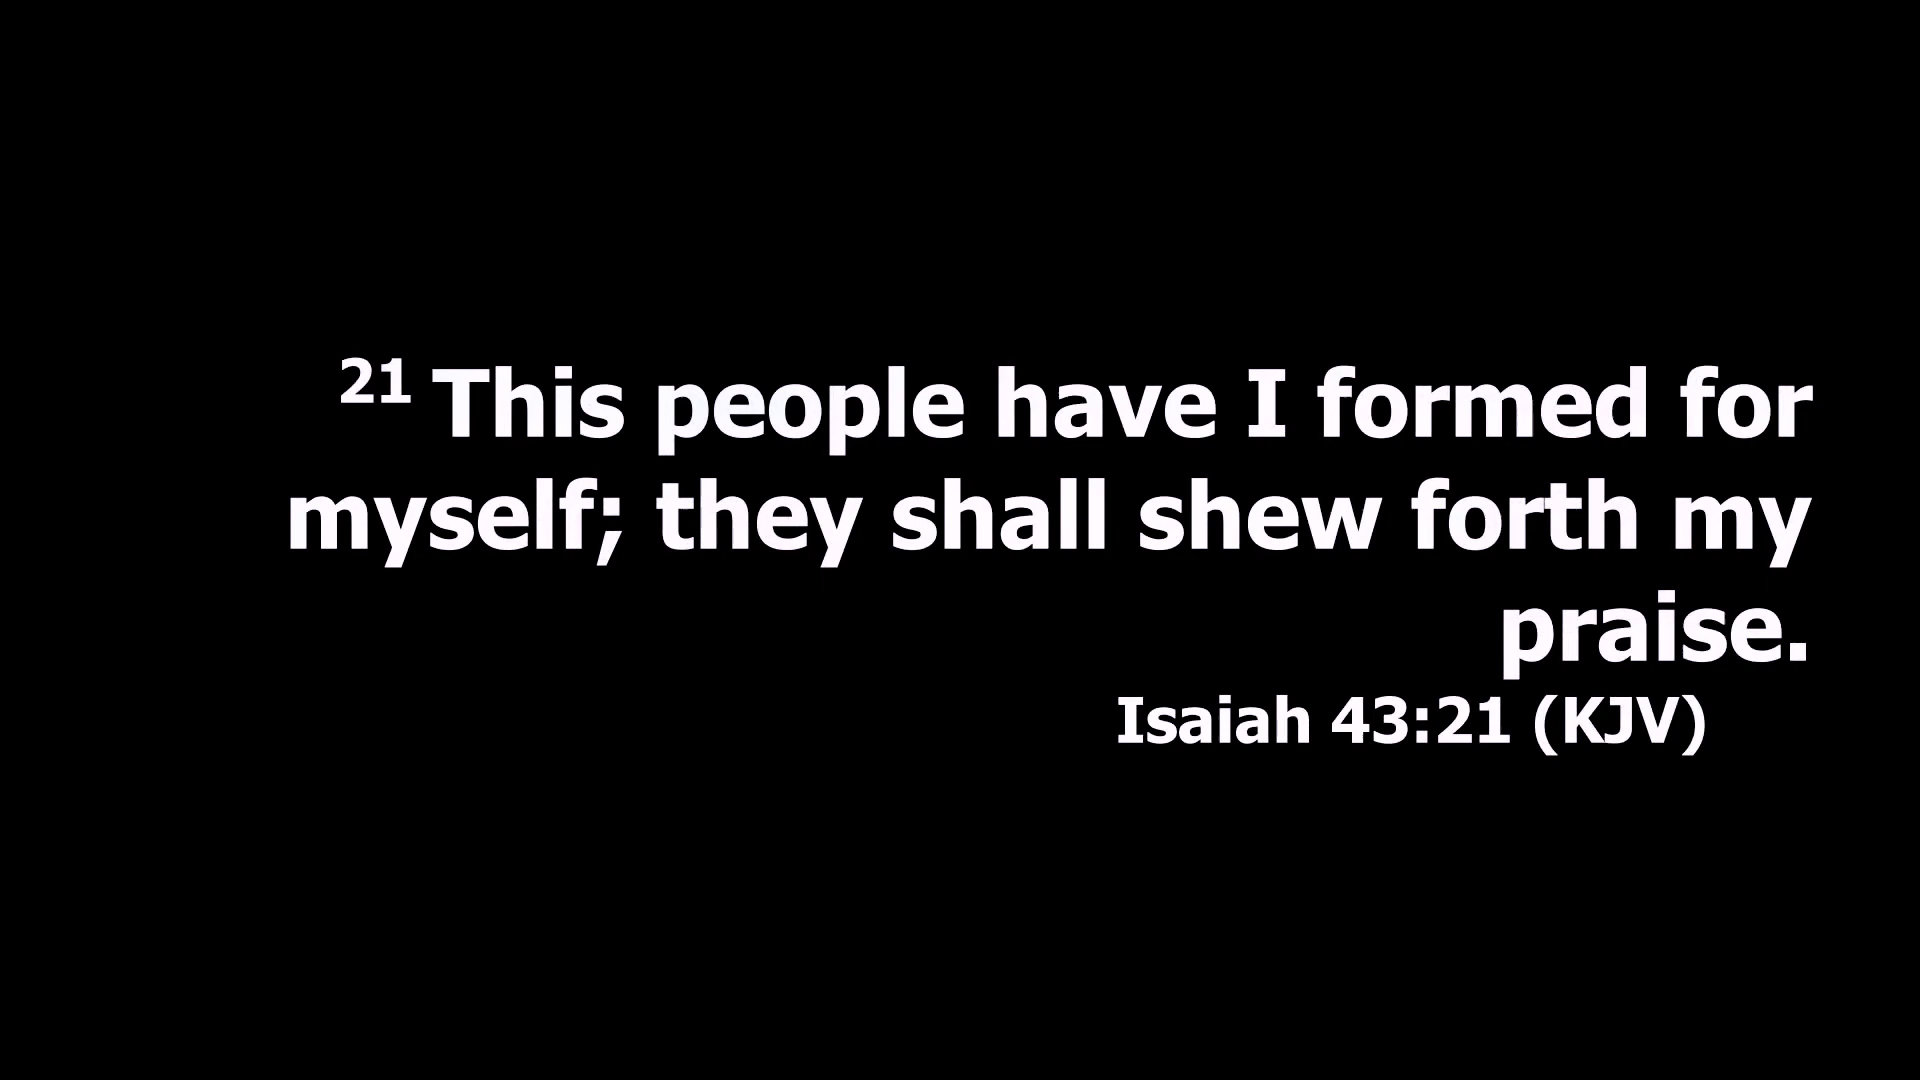 21 This people have I formed for
myself; they shall shew forth my
praise.
Isaiah 43:21 (KJV)